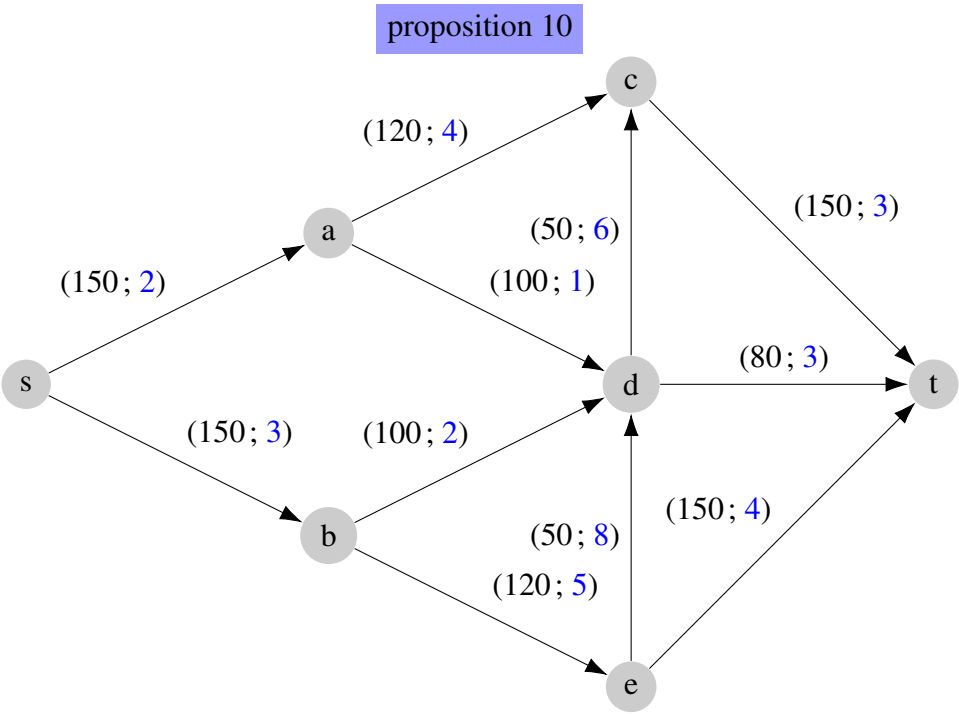 proposition 10
c
(120 ; 4)
(150 ; 3)
a
(50 ; 6)
(100 ; 1)
(150 ; 2)
(80 ; 3)
s
d
t
(150 ; 3)
(100 ; 2)
(150 ; 4)
b
(50 ; 8)
(120 ; 5)
e